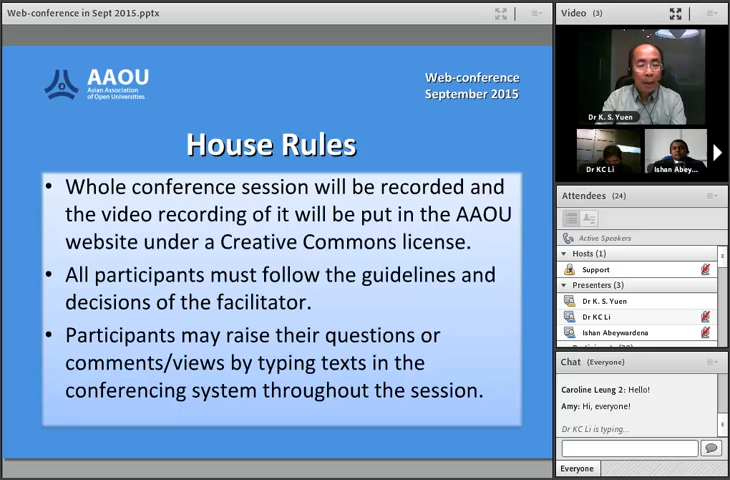 Web-conference in Sept 2015.pptx
AAOU
Asian Association
of Open Universities
Web-conference
September 2015
House Rules
• Whole conference session will be recorded and
the video recording of it will be put in the AAOU
website under a Creative Commons license.
• All participants must follow the guidelines and
decisions of the facilitator.
• Participants may raise their questions or
comments/views by typing texts in the
conferencing system throughout the session.
Video (3)
Dr K. S. Yuen
Dr KC Li
Ishan Abey...
Attendees (24)
Active Speakers
Hosts (1)
Support
Presenters (3)
Dr K. S. Yuen
Dr KC Li
Ishan Abeywardena
Chat (Everyone)
Caroline Leung 2: Hello!
Amy: Hi, everyone!
Dr KC Li is typing...
Everyone